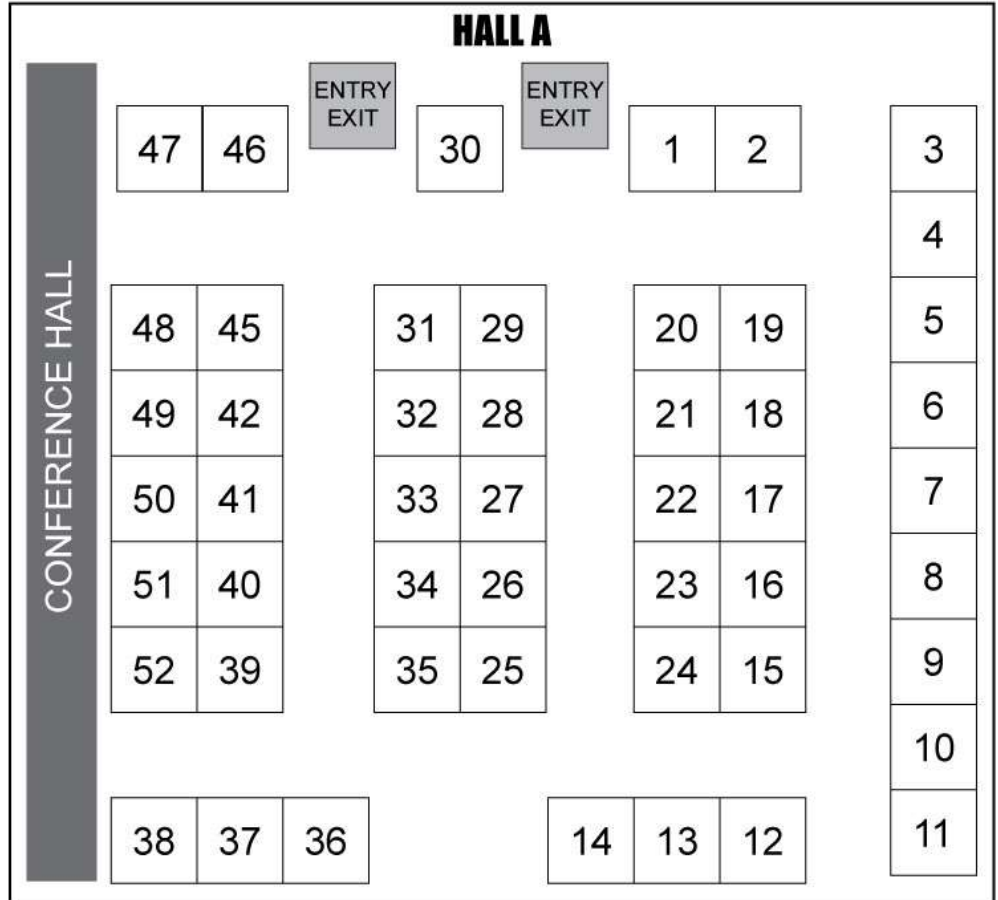 HALL A
ENTRY
EXIT
ENTRY
EXIT
47 46 30 1 2 3
4
48 45 31 29 20 19 5
49 42 32 28 21 18 6
50 41 33 27 22 17 7
51 40 34 26 23 16 8
52 39 35 25 24 15 9
10
38 37 36 14 13 12 11
CONFERENCE HALL